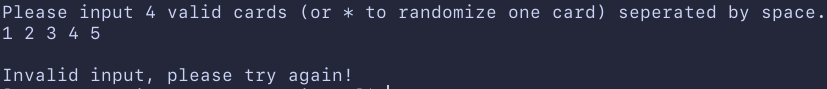 Please input 4 valid cards (or * to randomize one card) seperated by space.
1 2 3 4 5
Invalid input, please try again!